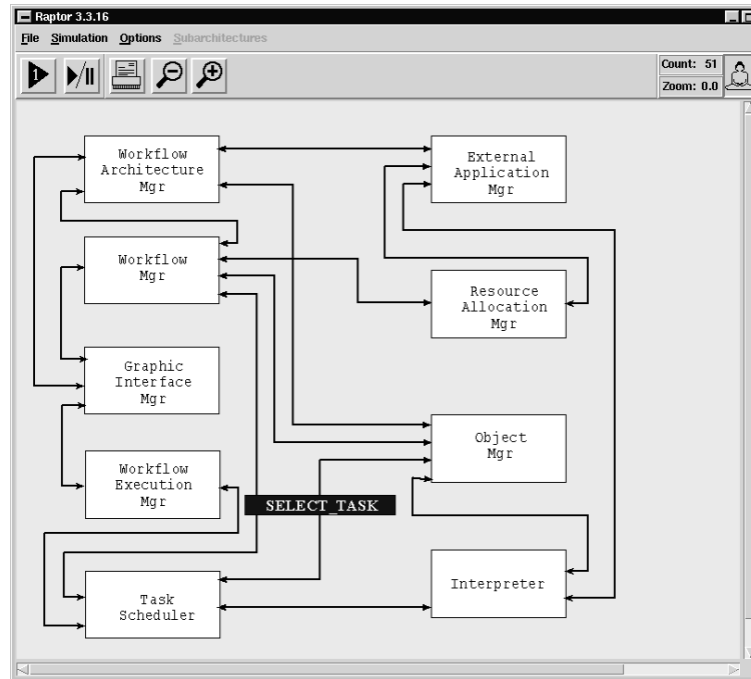 Raptor 3.3.16
File Simulation Options Subarchitectures
1
Count: 51
Zoom: 0.0
Workflow
Architecture
Mgr
External
Application
Mgr
Workflow
Mgr
Resource
Allocation
Mgr
Graphic
Interface
Mgr
Object
Mgr
Workflow
Execution
Mgr
SELECT_TASK
Task
Scheduler
Interpreter